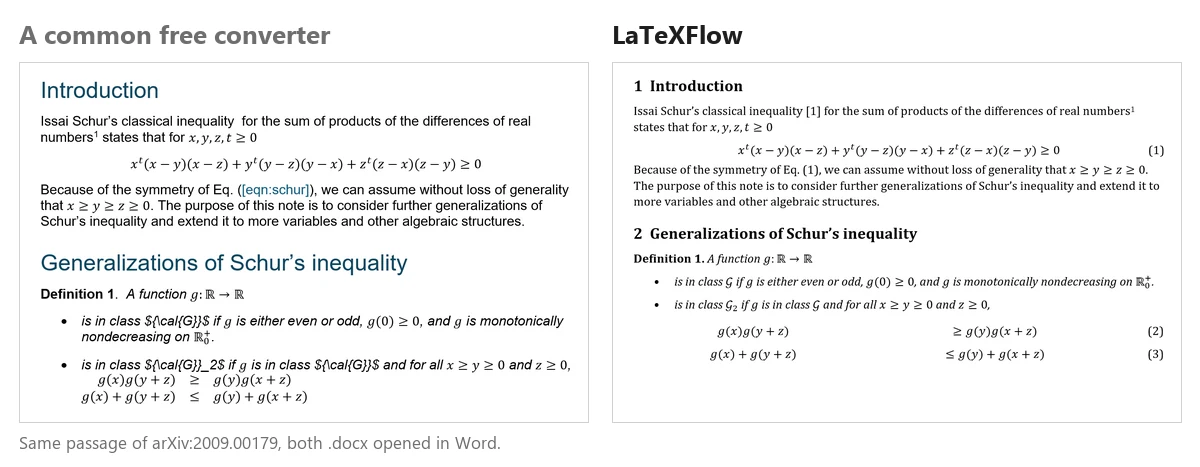 A common free converter
Introduction
Issai Schur's classical inequality for the sum of products of the differences of real
numbers¹ states that for x, y, z, t ≥ 0
xᵗ(x − y)(x − z) + yᵗ(y − z)(y − x) + zᵗ(z − x)(z − y) ≥ 0
Because of the symmetry of Eq. ([eqn:schur]), we can assume without loss of generality
that x ≥ y ≥ z ≥ 0. The purpose of this note is to consider further generalizations of
Schur's inequality and extend it to more variables and other algebraic structures.
Generalizations of Schur's inequality
Definition 1. A function g: ℝ → ℝ
• is in class ${\cal{G}}$ if g is either even or odd, g(0) ≥ 0, and g is monotonically
nondecreasing on ℝ₀⁺.
• is in class ${\cal{G}}_2$ if g is in class ${\cal{G}}$ and for all x ≥ y ≥ 0 and z ≥ 0,
g(x)g(y + z) ≥ g(y)g(x + z)
g(x) + g(y + z) ≤ g(y) + g(x + z)
LaTeXFlow
1 Introduction
Issai Schur's classical inequality [1] for the sum of products of the differences of real numbers¹
states that for x, y, z, t ≥ 0
xᵗ(x − y)(x − z) + yᵗ(y − z)(y − x) + zᵗ(z − x)(z − y) ≥ 0 (1)
Because of the symmetry of Eq. (1), we can assume without loss of generality that x ≥ y ≥ z ≥ 0.
The purpose of this note is to consider further generalizations of Schur's inequality and extend it to
more variables and other algebraic structures.
2 Generalizations of Schur's inequality
Definition 1. A function g: ℝ → ℝ
• is in class 𝒢 if g is either even or odd, g(0) ≥ 0, and g is monotonically nondecreasing on ℝ₀⁺.
• is in class 𝒢₂ if g is in class 𝒢 and for all x ≥ y ≥ 0 and z ≥ 0,
g(x)g(y + z) ≥ g(y)g(x + z) (2)
g(x) + g(y + z) ≤ g(y) + g(x + z) (3)
Same passage of arXiv:2009.00179, both .docx opened in Word.